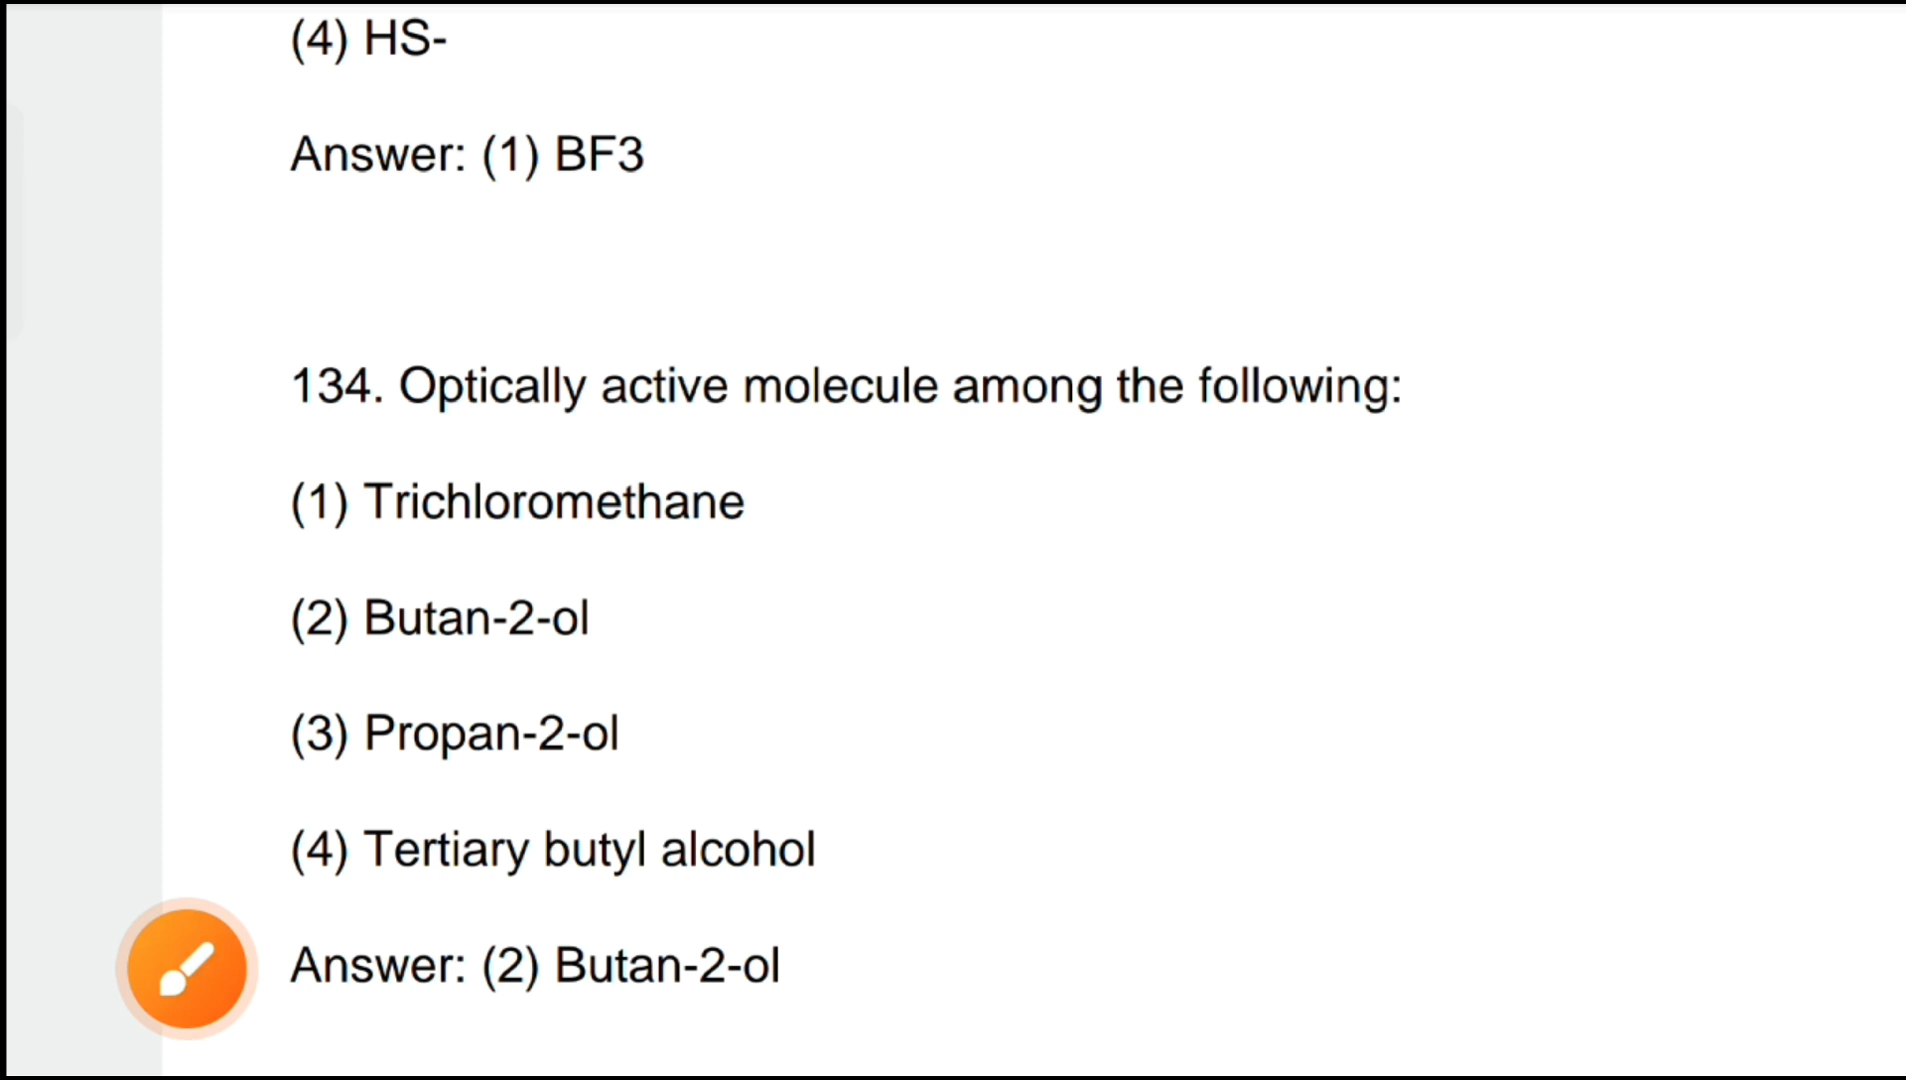 (4) HS-
Answer: (1) BF3
134. Optically active molecule among the following:
(1) Trichloromethane
(2) Butan-2-ol
(3) Propan-2-ol
(4) Tertiary butyl alcohol
Answer: (2) Butan-2-ol